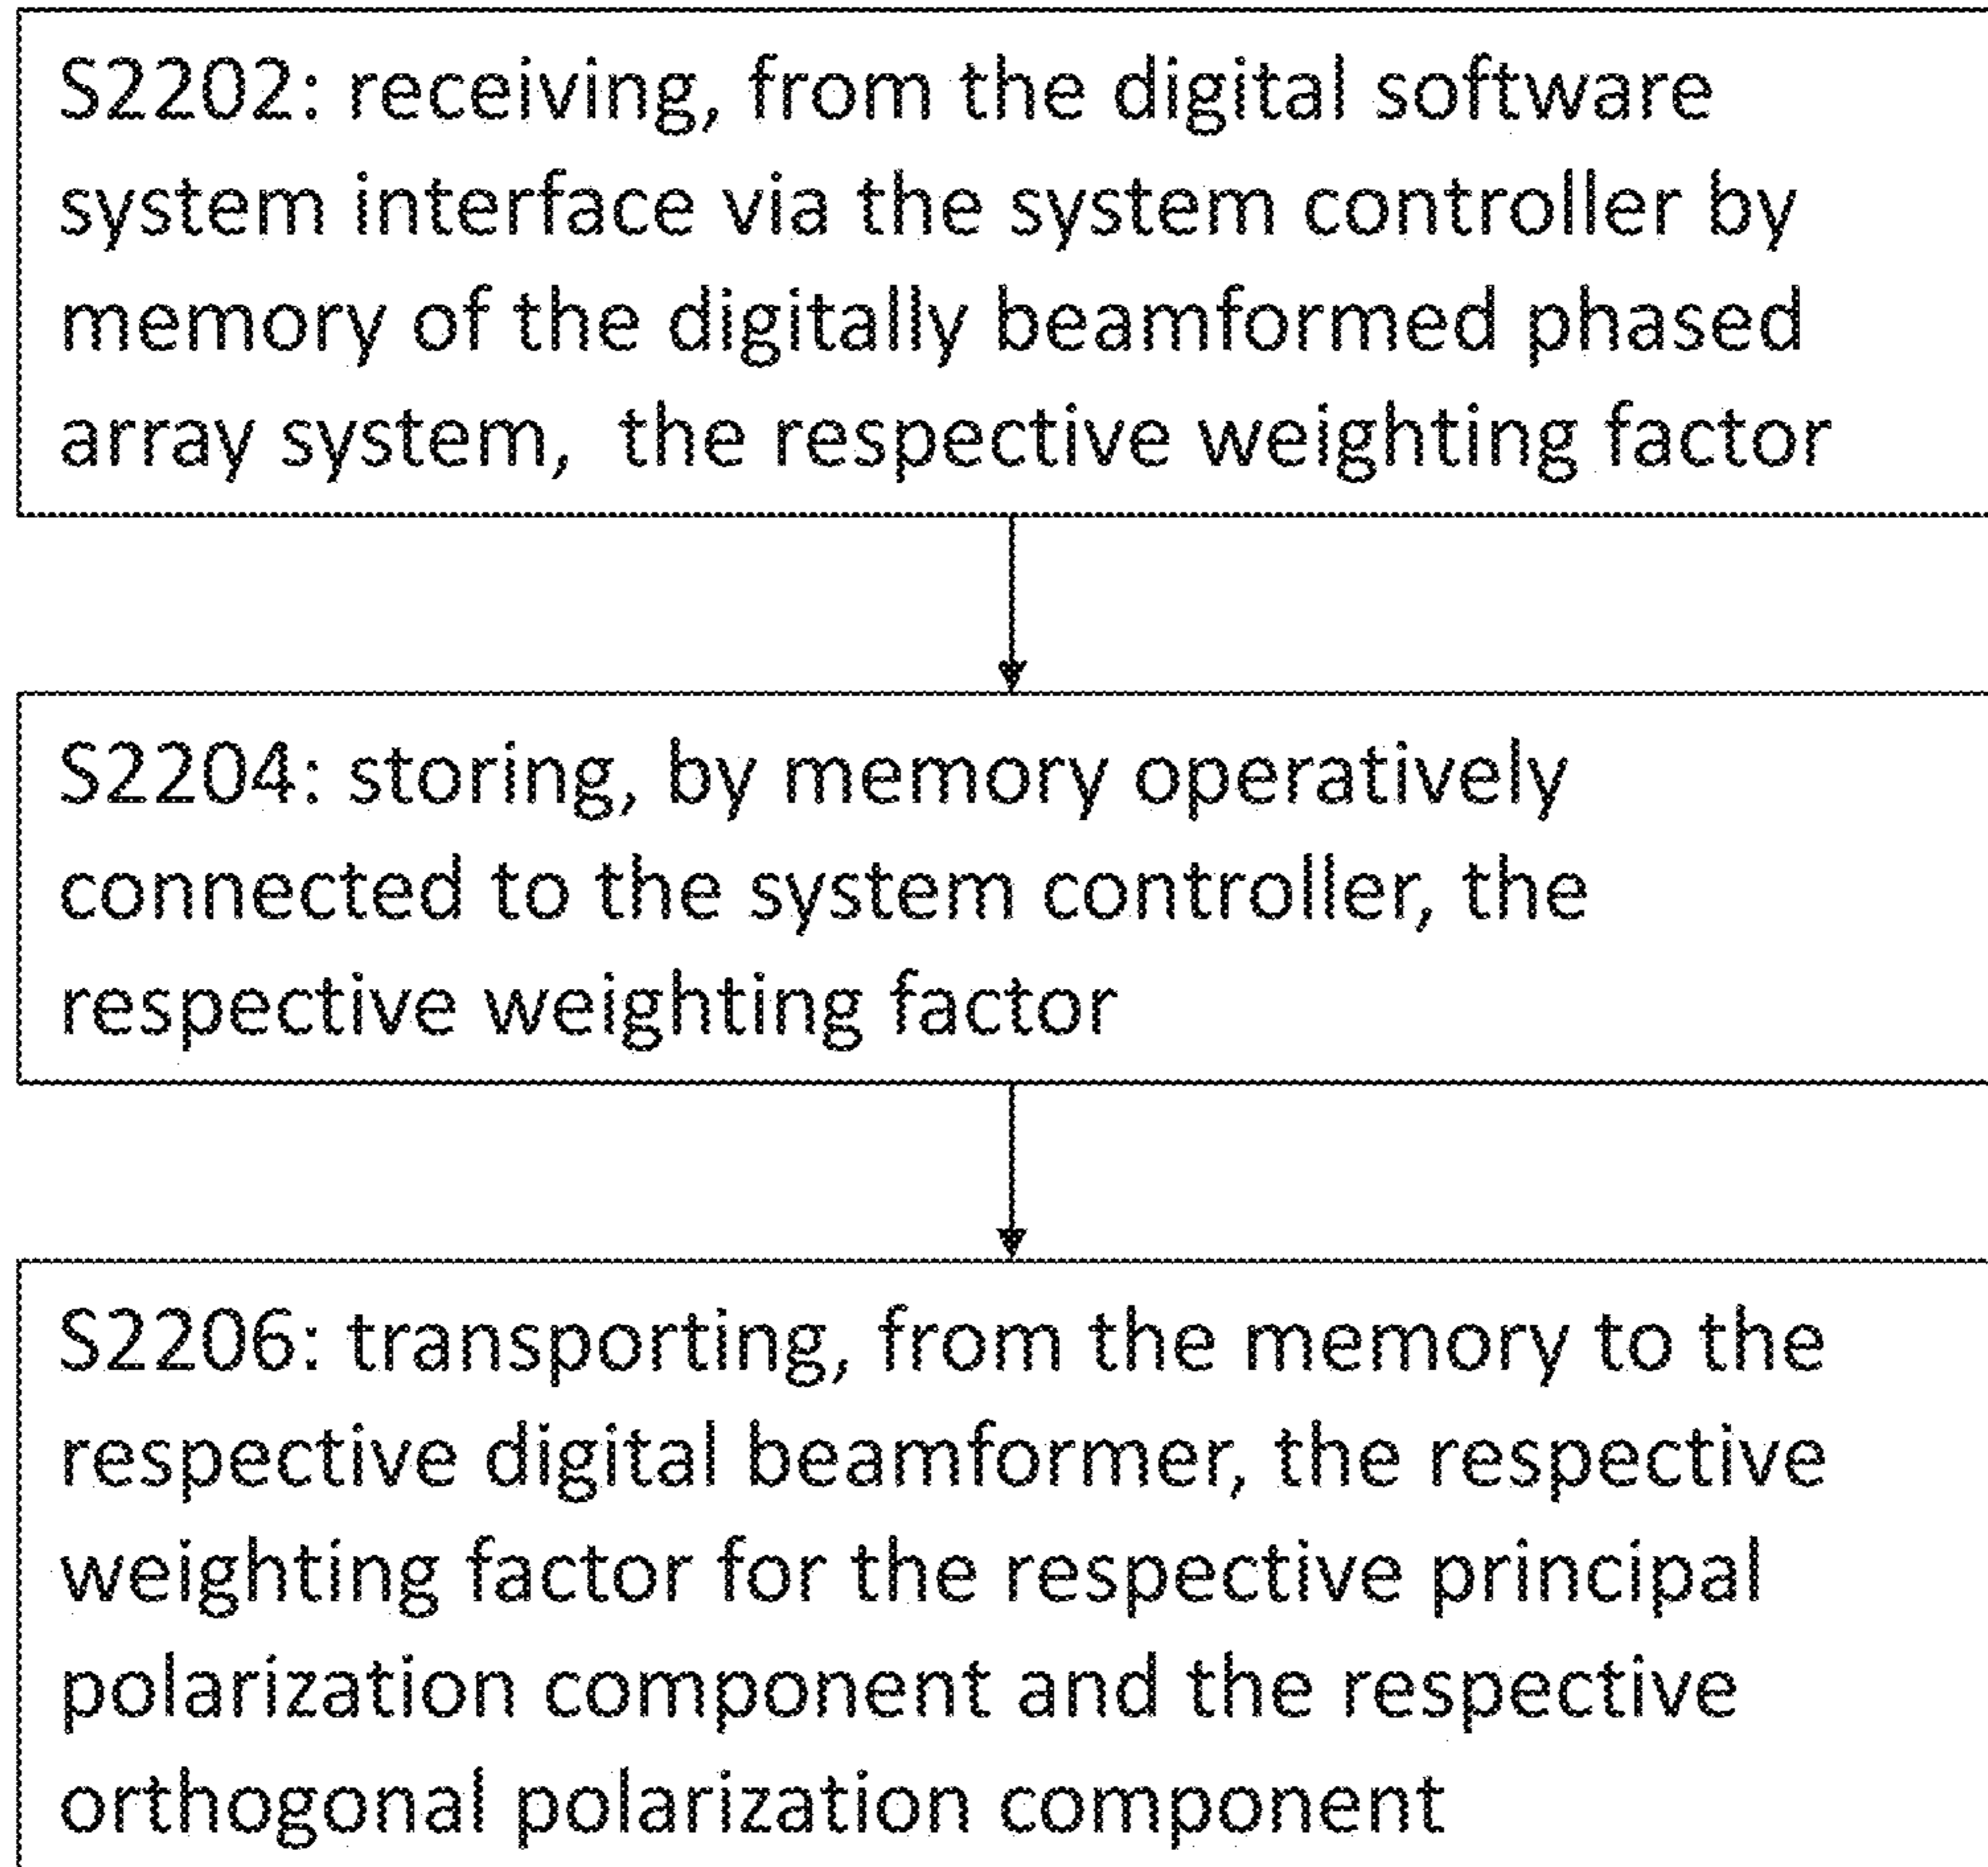 S2202: receiving, from the digital software
system interface via the system controller by
memory of the digitally beamformed phased
array system,  the respective weighting factor
S2204: storing, by memory operatively
connected to the system controller, the
respective weighting factor
S2206: transporting, from the memory to the
respective digital beamformer, the respective
weighting factor for the respective principal
polarization component and the respective
orthogonal polarization component